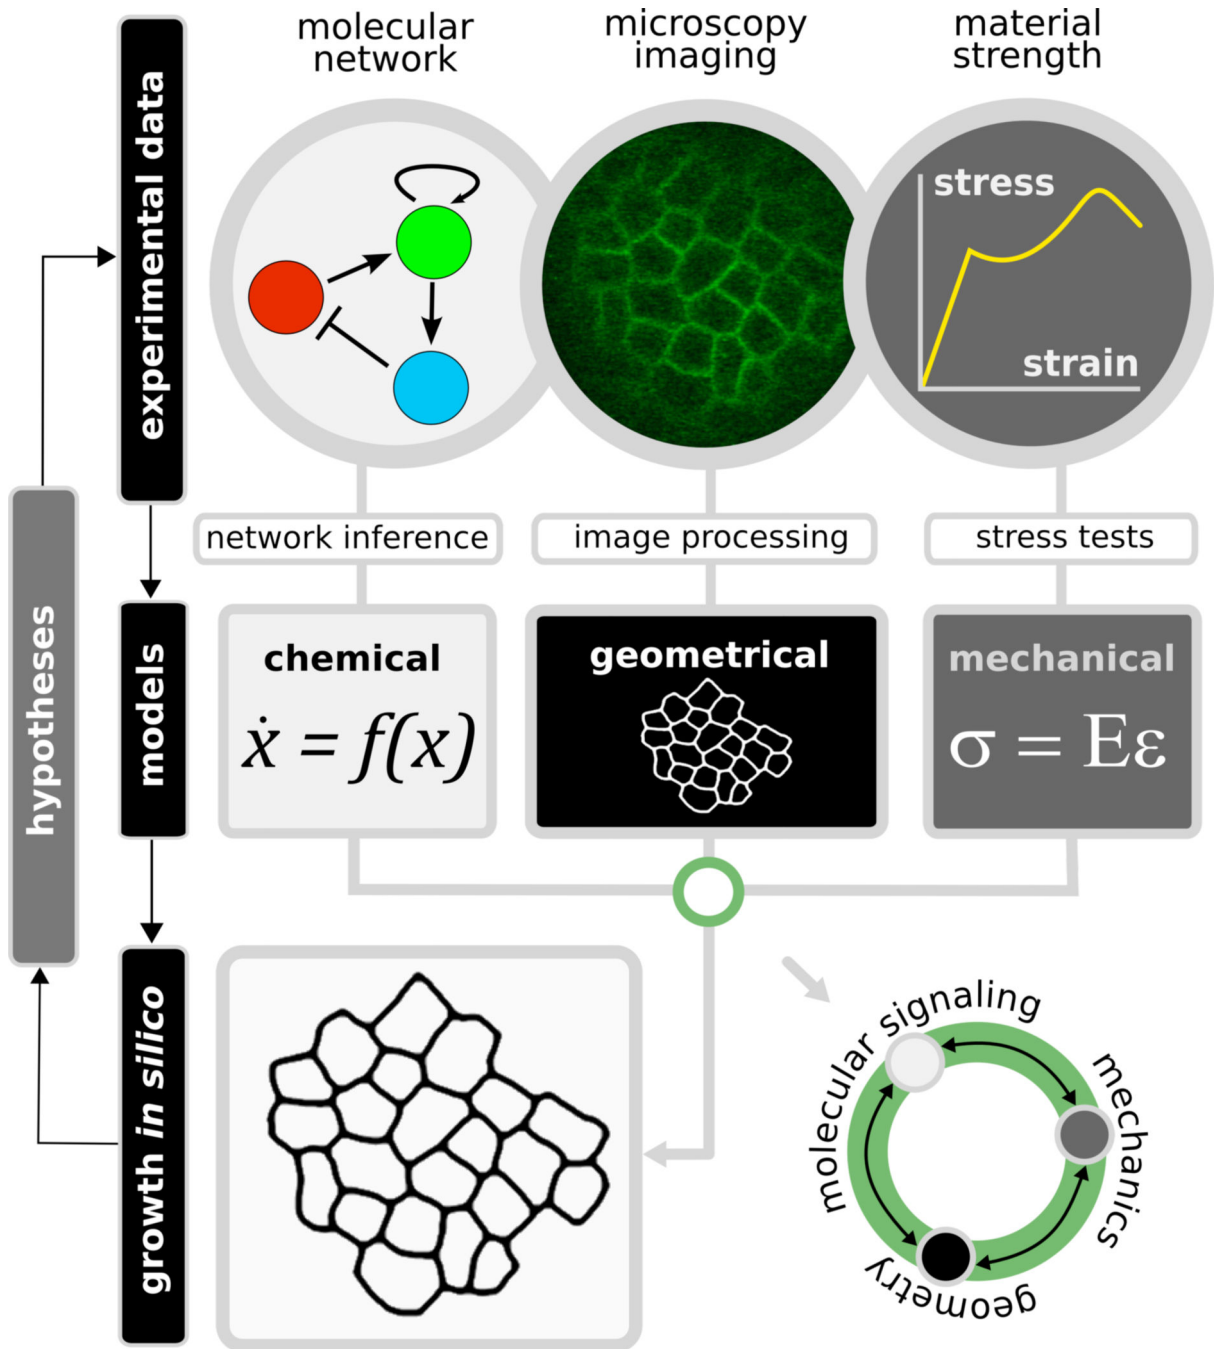 molecular
network
microscopy
imaging
material
strength
experimental data
stress
strain
network inference
image processing
stress tests
hypotheses
models
chemical
ẋ = f(x)
geometrical
mechanical
σ = Eε
growth in silico
molecular signaling
mechanics
geometry